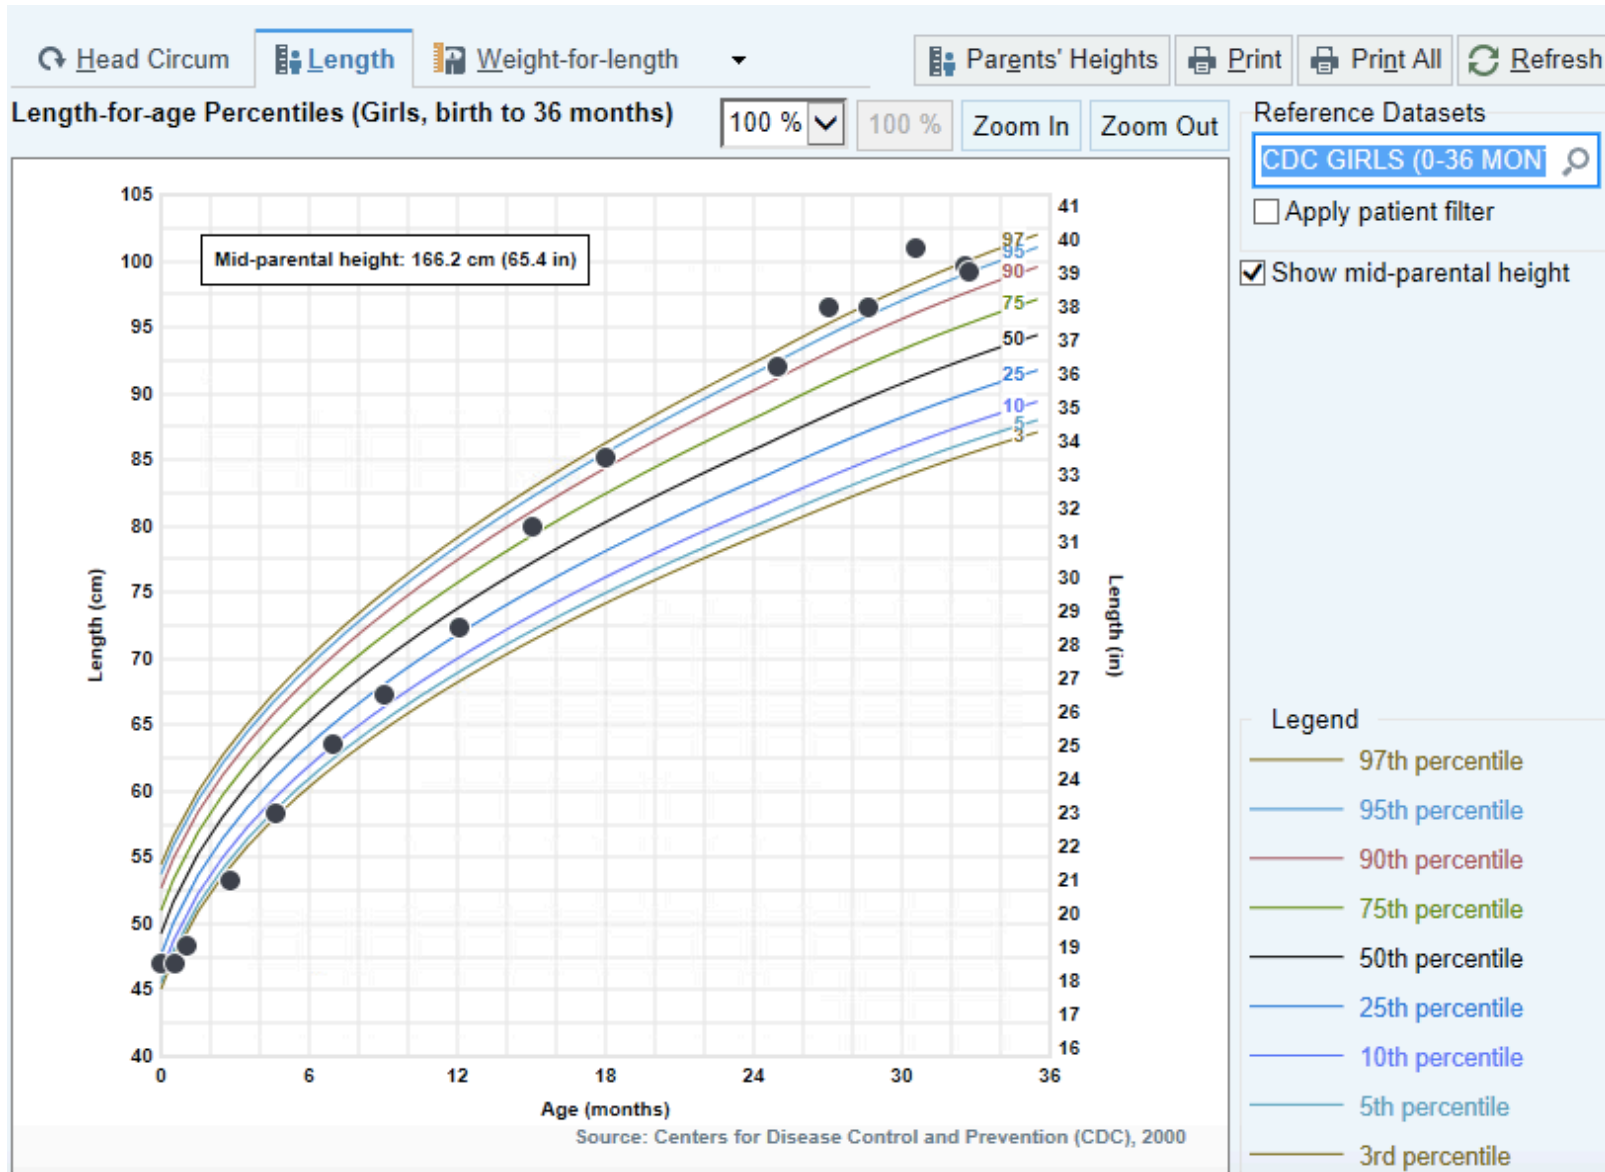 Head Circum Length Weight-for-length Parents' Heights Print Print All Refresh
Length-for-age Percentiles (Girls, birth to 36 months) 100 % 100 % Zoom In Zoom Out
Reference Datasets
CDC GIRLS (0-36 MONT
Apply patient filter
Show mid-parental height
Mid-parental height: 166.2 cm (65.4 in)
Length (cm)
105
100
95
90
85
80
75
70
65
60
55
50
45
40
97
95
90
75
50
25
10
5
3
41
40
39
38
37
36
35
34
33
32
31
30
29
28
27
26
25
24
23
22
21
20
19
18
17
16
Length (in)
0 6 12 18 24 30 36
Age (months)
Source: Centers for Disease Control and Prevention (CDC), 2000
Legend
97th percentile
95th percentile
90th percentile
75th percentile
50th percentile
25th percentile
10th percentile
5th percentile
3rd percentile